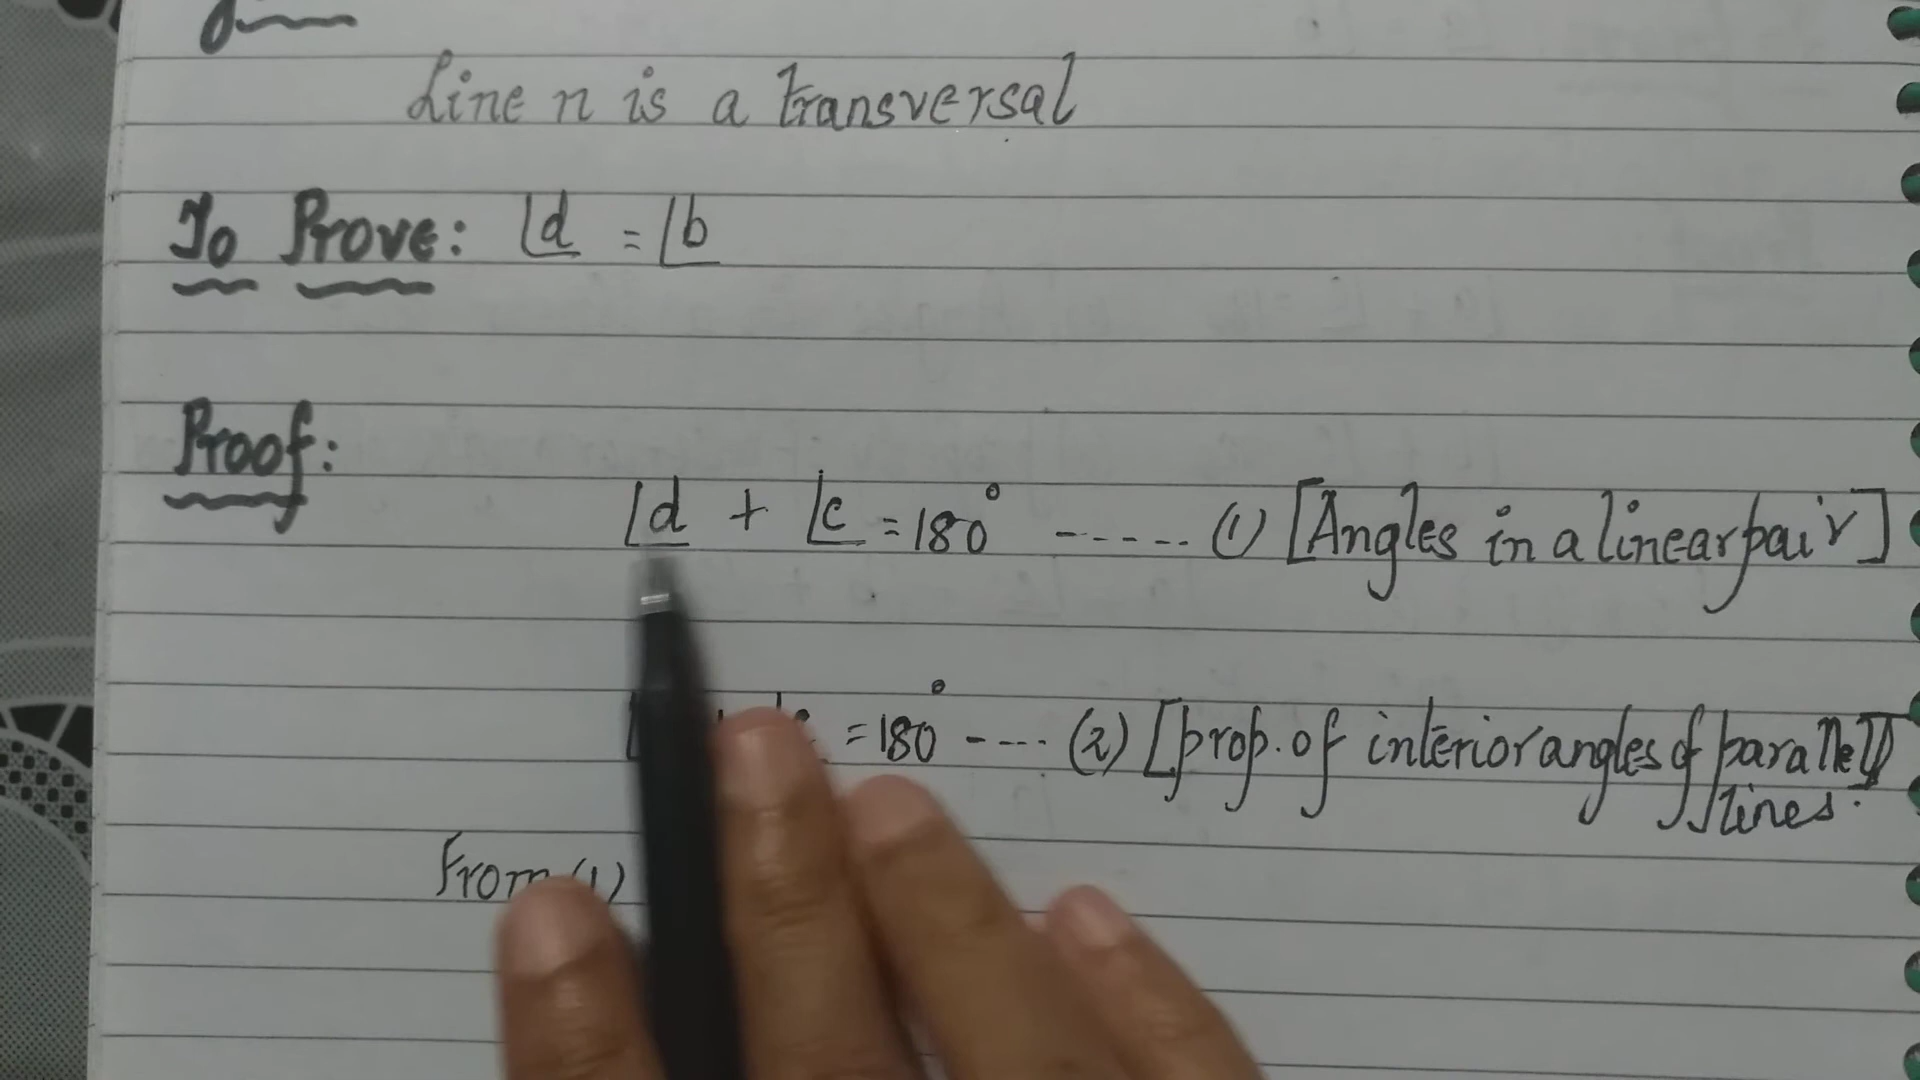 Line n is a transversal
To Prove: ∠d = ∠b
Proof:
∠d + ∠c = 180° ----- (1) [Angles in a linear pair]
= 180° ---- (2) [prop. of interior angles of parallel]
lines.
From (1)